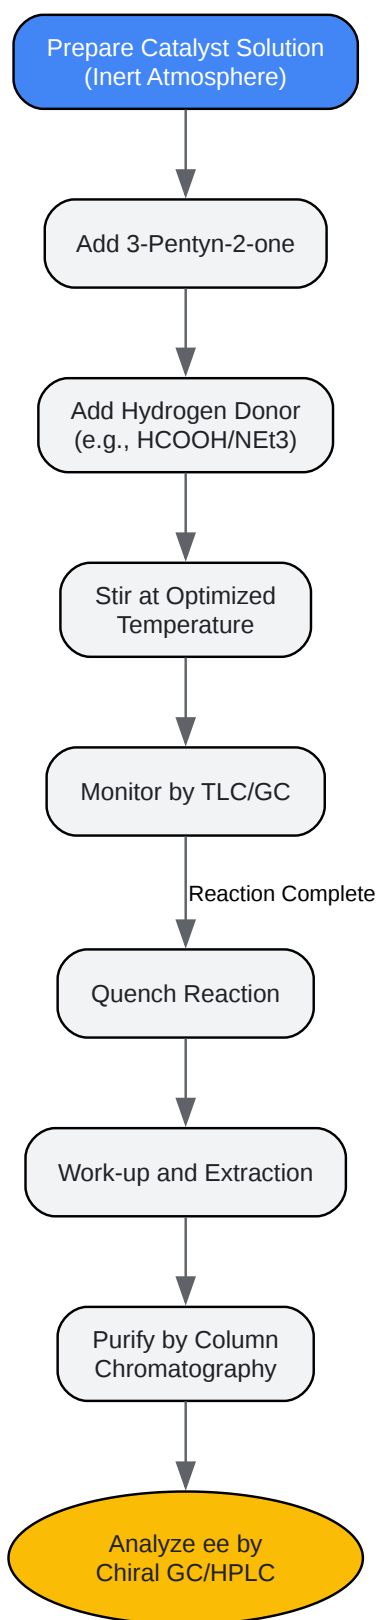 Prepare Catalyst Solution
(Inert Atmosphere)
Add 3-Pentyn-2-one
Add Hydrogen Donor
(e.g., HCOOH/NEt3)
Stir at Optimized
Temperature
Monitor by TLC/GC
Reaction Complete
Quench Reaction
Work-up and Extraction
Purify by Column
Chromatography
Analyze ee by
Chiral GC/HPLC